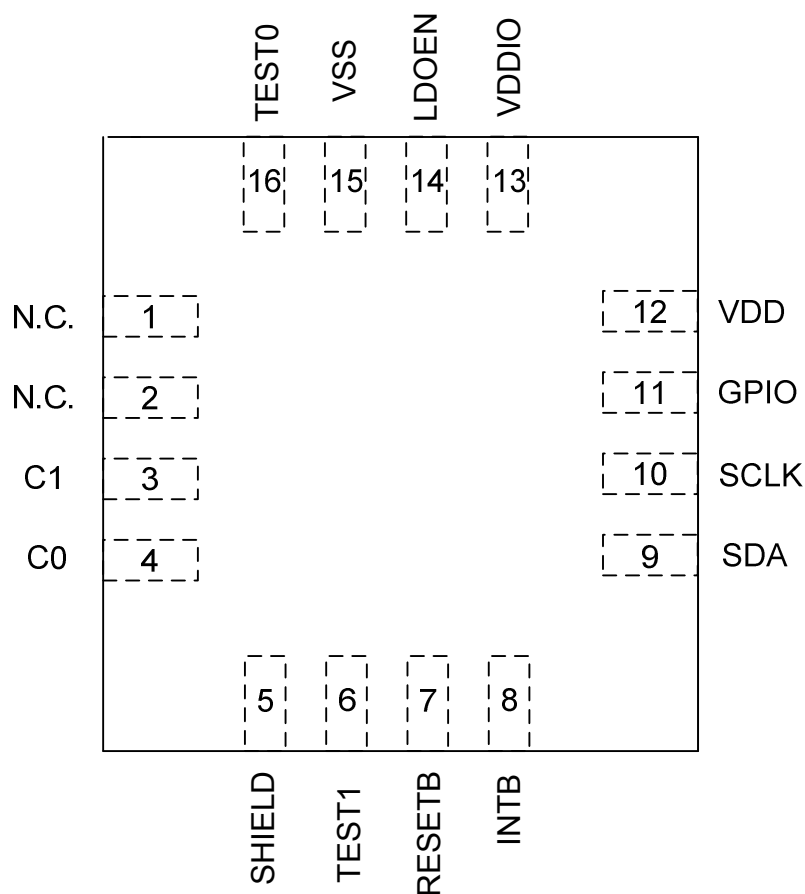 TEST0 VSS LDOEN VDDIO
16 15 14 13
N.C. 1 12 VDD
N.C. 2 11 GPIO
C1 3 10 SCLK
C0 4 9 SDA
5 6 7 8
SHIELD TEST1 RESETB INTB